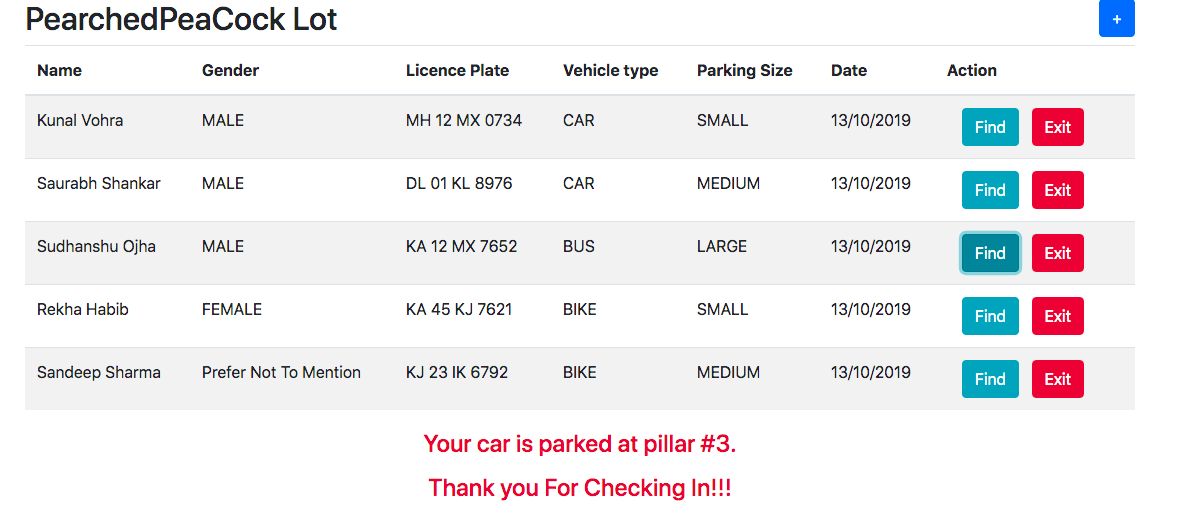 PearchedPeaCock Lot +
Name Gender Licence Plate Vehicle type Parking Size Date Action
Kunal Vohra MALE MH 12 MX 0734 CAR SMALL 13/10/2019 Find Exit
Saurabh Shankar MALE DL 01 KL 8976 CAR MEDIUM 13/10/2019 Find Exit
Sudhanshu Ojha MALE KA 12 MX 7652 BUS LARGE 13/10/2019 Find Exit
Rekha Habib FEMALE KA 45 KJ 7621 BIKE SMALL 13/10/2019 Find Exit
Sandeep Sharma Prefer Not To Mention KJ 23 IK 6792 BIKE MEDIUM 13/10/2019 Find Exit
Your car is parked at pillar #3.
Thank you For Checking In!!!